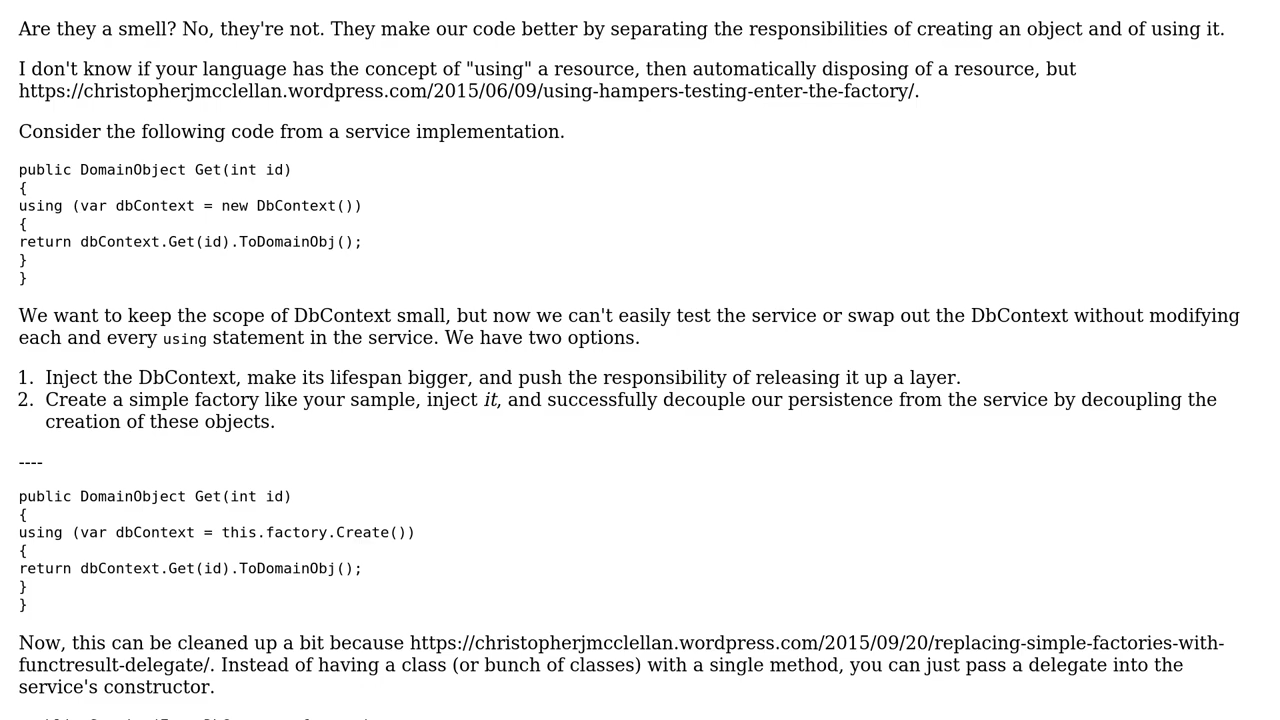 Are they a smell? No, they're not. They make our code better by separating the responsibilities of creating an object and of using it.
I don't know if your language has the concept of "using" a resource, then automatically disposing of a resource, but
https://christopherjmcclellan.wordpress.com/2015/06/09/using-hampers-testing-enter-the-factory/.
Consider the following code from a service implementation.
public DomainObject Get(int id)
{
using (var dbContext = new DbContext())
{
return dbContext.Get(id).ToDomainObj();
}
}
We want to keep the scope of DbContext small, but now we can't easily test the service or swap out the DbContext without modifying
each and every using statement in the service. We have two options.
1. Inject the DbContext, make its lifespan bigger, and push the responsibility of releasing it up a layer.
2. Create a simple factory like your sample, inject it, and successfully decouple our persistence from the service by decoupling the
creation of these objects.
----
public DomainObject Get(int id)
{
using (var dbContext = this.factory.Create())
{
return dbContext.Get(id).ToDomainObj();
}
}
Now, this can be cleaned up a bit because https://christopherjmcclellan.wordpress.com/2015/09/20/replacing-simple-factories-with-
functresult-delegate/. Instead of having a class (or bunch of classes) with a single method, you can just pass a delegate into the
service's constructor.